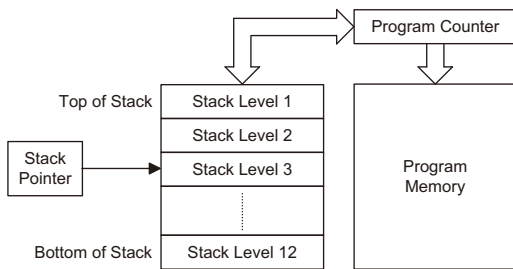 Program Counter
Top of Stack
Stack Level 1
Stack Level 2
Stack
Pointer
Stack Level 3
Program
Memory
Bottom of Stack
Stack Level 12